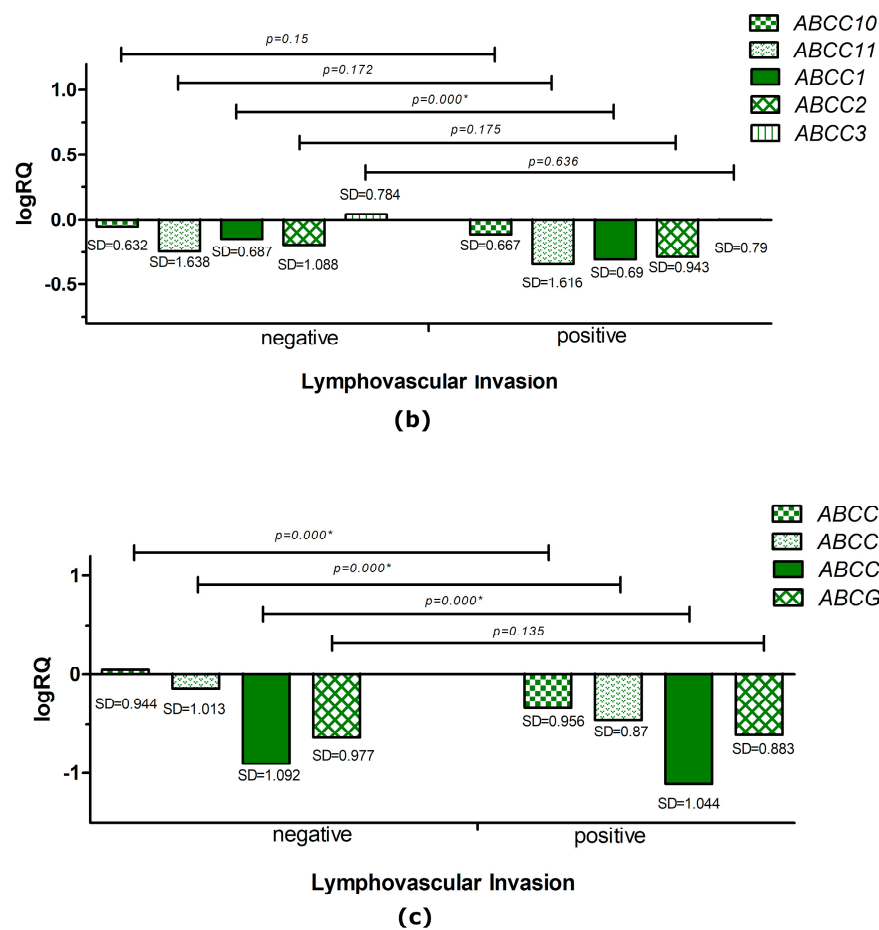 ABCC10
ABCC11
ABCC1
ABCC2
ABCC3
p=0.15
p=0.172
p=0.000*
p=0.175
p=0.636
logRQ
1.0
0.5
0.0
-0.5
SD=0.632
SD=1.638
SD=0.687
SD=1.088
SD=0.784
SD=0.667
SD=1.616
SD=0.69
SD=0.943
SD=0.79
negative
positive
Lymphovascular Invasion
(b)
ABCC
ABCC
ABCC
ABCG
p=0.000*
p=0.000*
p=0.000*
p=0.135
logRQ
1
0
-1
SD=0.944
SD=1.013
SD=1.092
SD=0.977
SD=0.956
SD=0.87
SD=1.044
SD=0.883
negative
positive
Lymphovascular Invasion
(c)